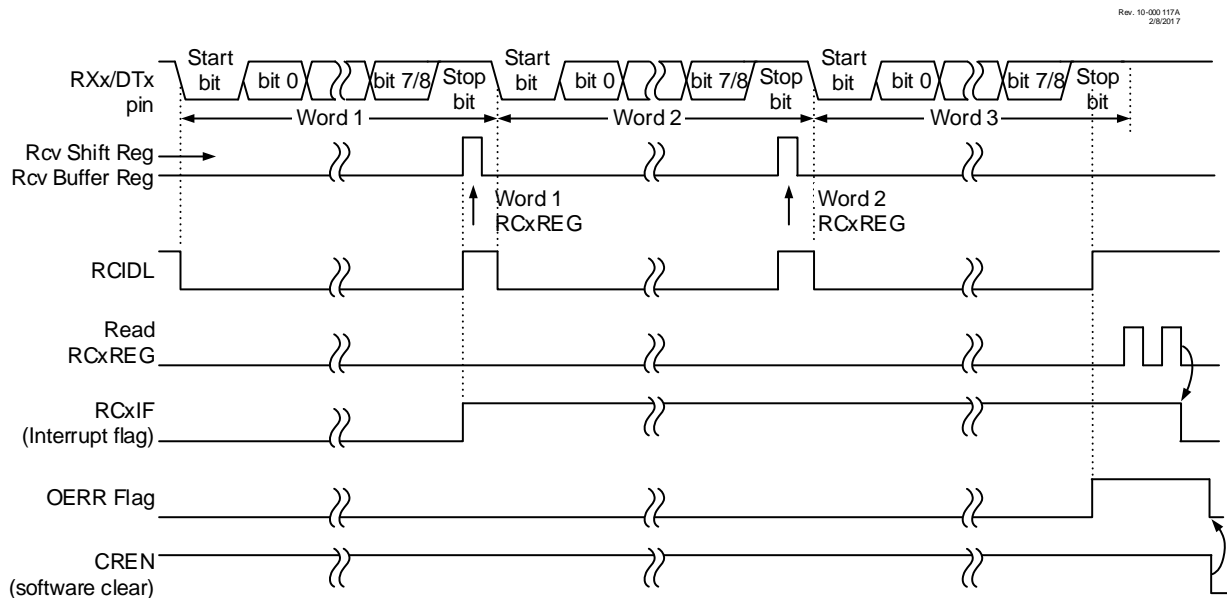 Rev. 10-000 117A
2/8/2017
RXx/DTx
pin
Start
bit
bit 0
bit 7/8
Stop
bit
Start
bit
bit 0
bit 7/8
Stop
bit
Start
bit
bit 0
bit 7/8
Stop
bit
Word 1
Word 2
Word 3
Rcv Shift Reg
Rcv Buffer Reg
Word 1
RCxREG
Word 2
RCxREG
RCIDL
Read
RCxREG
RCxIF
(Interrupt flag)
OERR Flag
CREN
(software clear)